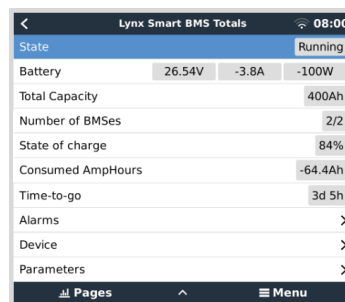 Lynx Smart BMS Totals 08:00
State Running
Battery 26.54V -3.8A -100W
Total Capacity 400Ah
Number of BMSes 2/2
State of charge 84%
Consumed AmpHours -64.4Ah
Time-to-go 3d 5h
Alarms
Device
Parameters
Pages Menu